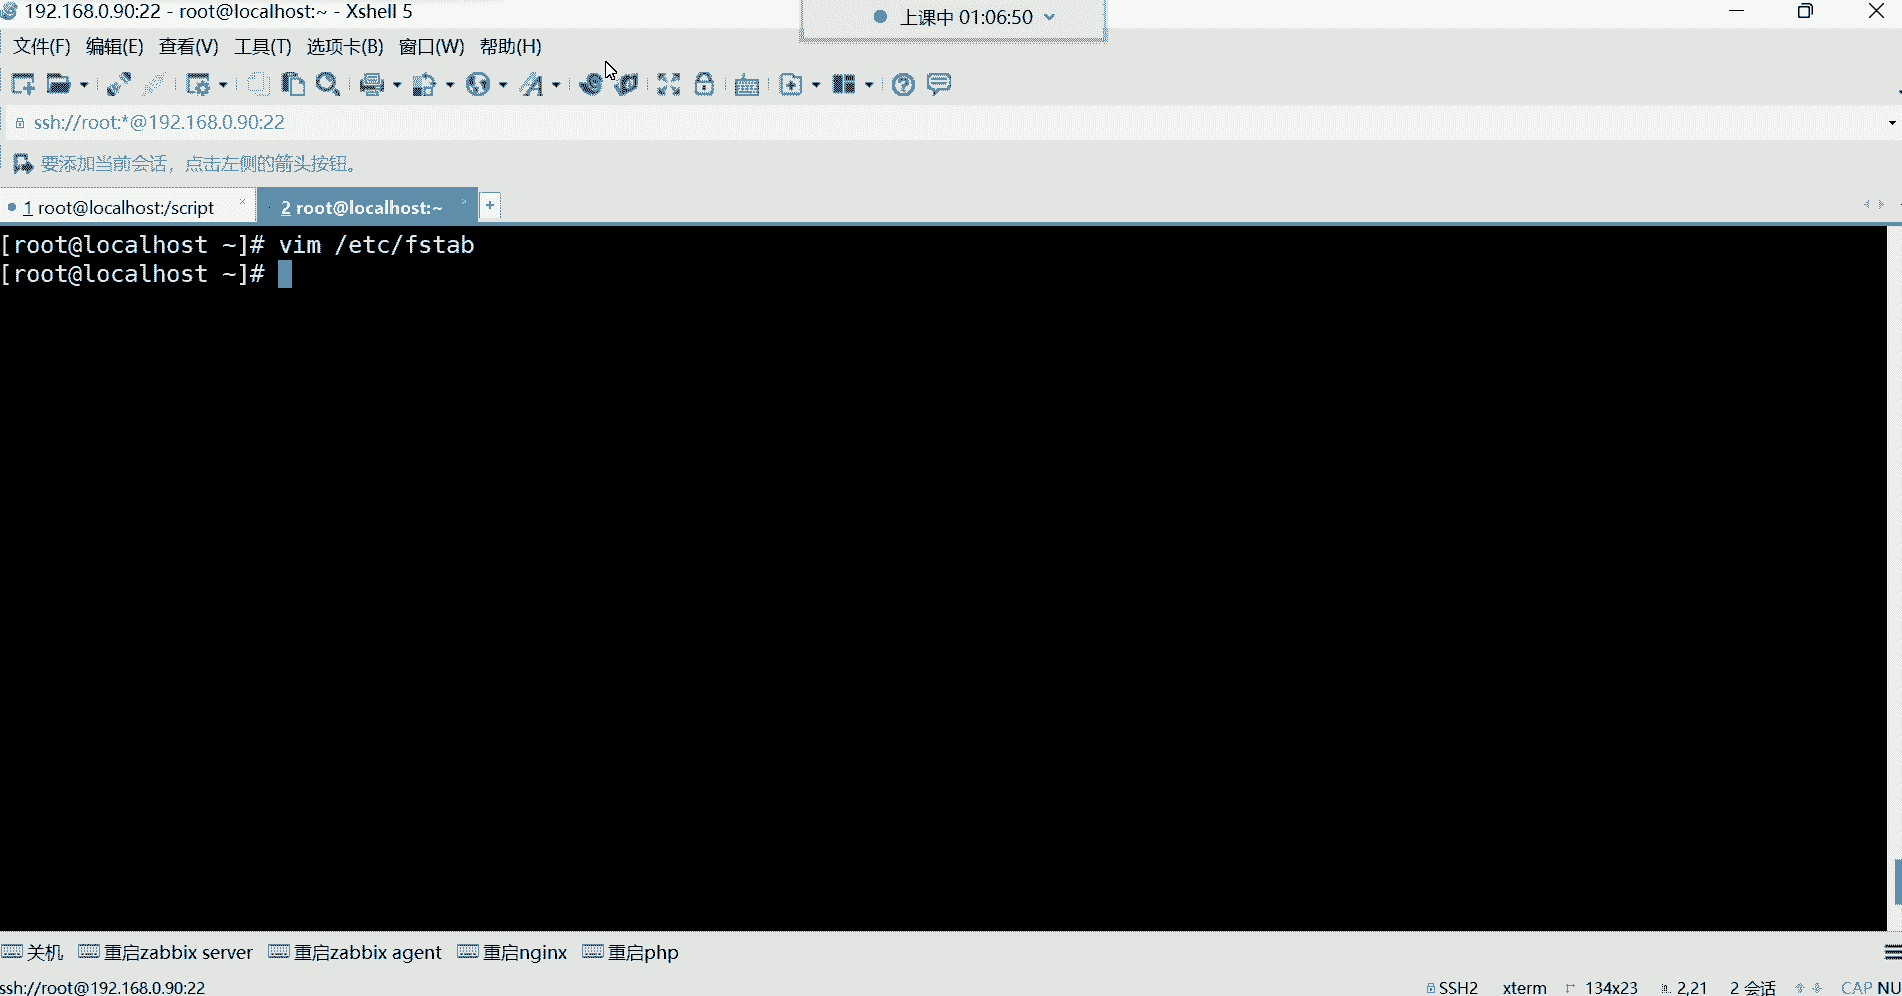 192.168.0.90:22 - root@localhost:~ - Xshell 5
上课中 01:06:50
文件(F) 编辑(E) 查看(V) 工具(T) 选项卡(B) 窗口(W) 帮助(H)
ssh://root:*@192.168.0.90:22
要添加当前会话，点击左侧的箭头按钮。
1 root@localhost:/script × 2 root@localhost:~ × +
[root@localhost ~]# vim /etc/fstab
[root@localhost ~]#
关机 重启zabbix server 重启zabbix agent 重启nginx 重启php
ssh://root@192.168.0.90:22 SSH2 xterm 134x23 2,21 2 会话 CAP NU